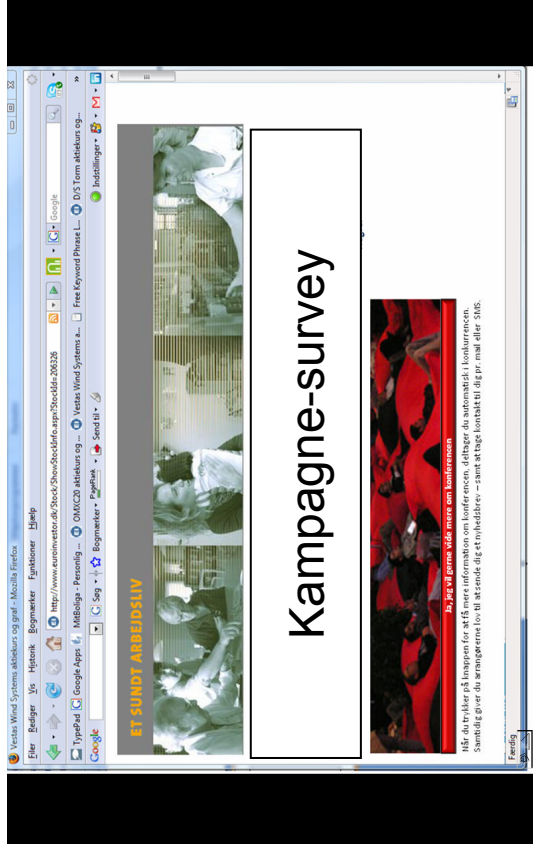 Vestas Wind Systems aktiekurs og graf - Mozilla Firefox
Filer Rediger Vis Historik Bogmærker Funktioner Hjælp
http://www.euroinvestor.dk/Stock/ShowStockInfo.aspx?StockId=206326 G Google
TypePad Google Apps MitBoliga - Personlig ... OMXC20 aktiekurs og ... Vestas Wind Systems a... Free Keyword Phrase L... D/S Torm aktiekurs og... »
Google G Søg Bogmærker PageRank Send til Indstillinger M
ET SUNDT ARBEJDSLIV
Kampagne-survey
Ja, jeg vil gerne vide mere om konferencen
Når du trykker på knappen for at få mere information om konferencen, deltager du automatisk i konkurrencen.
Samtidig giver du arrangørerne lov til at sende dig et nyhedsbrev – samt at tage kontakt til dig pr. mail eller SMS.
Færdig